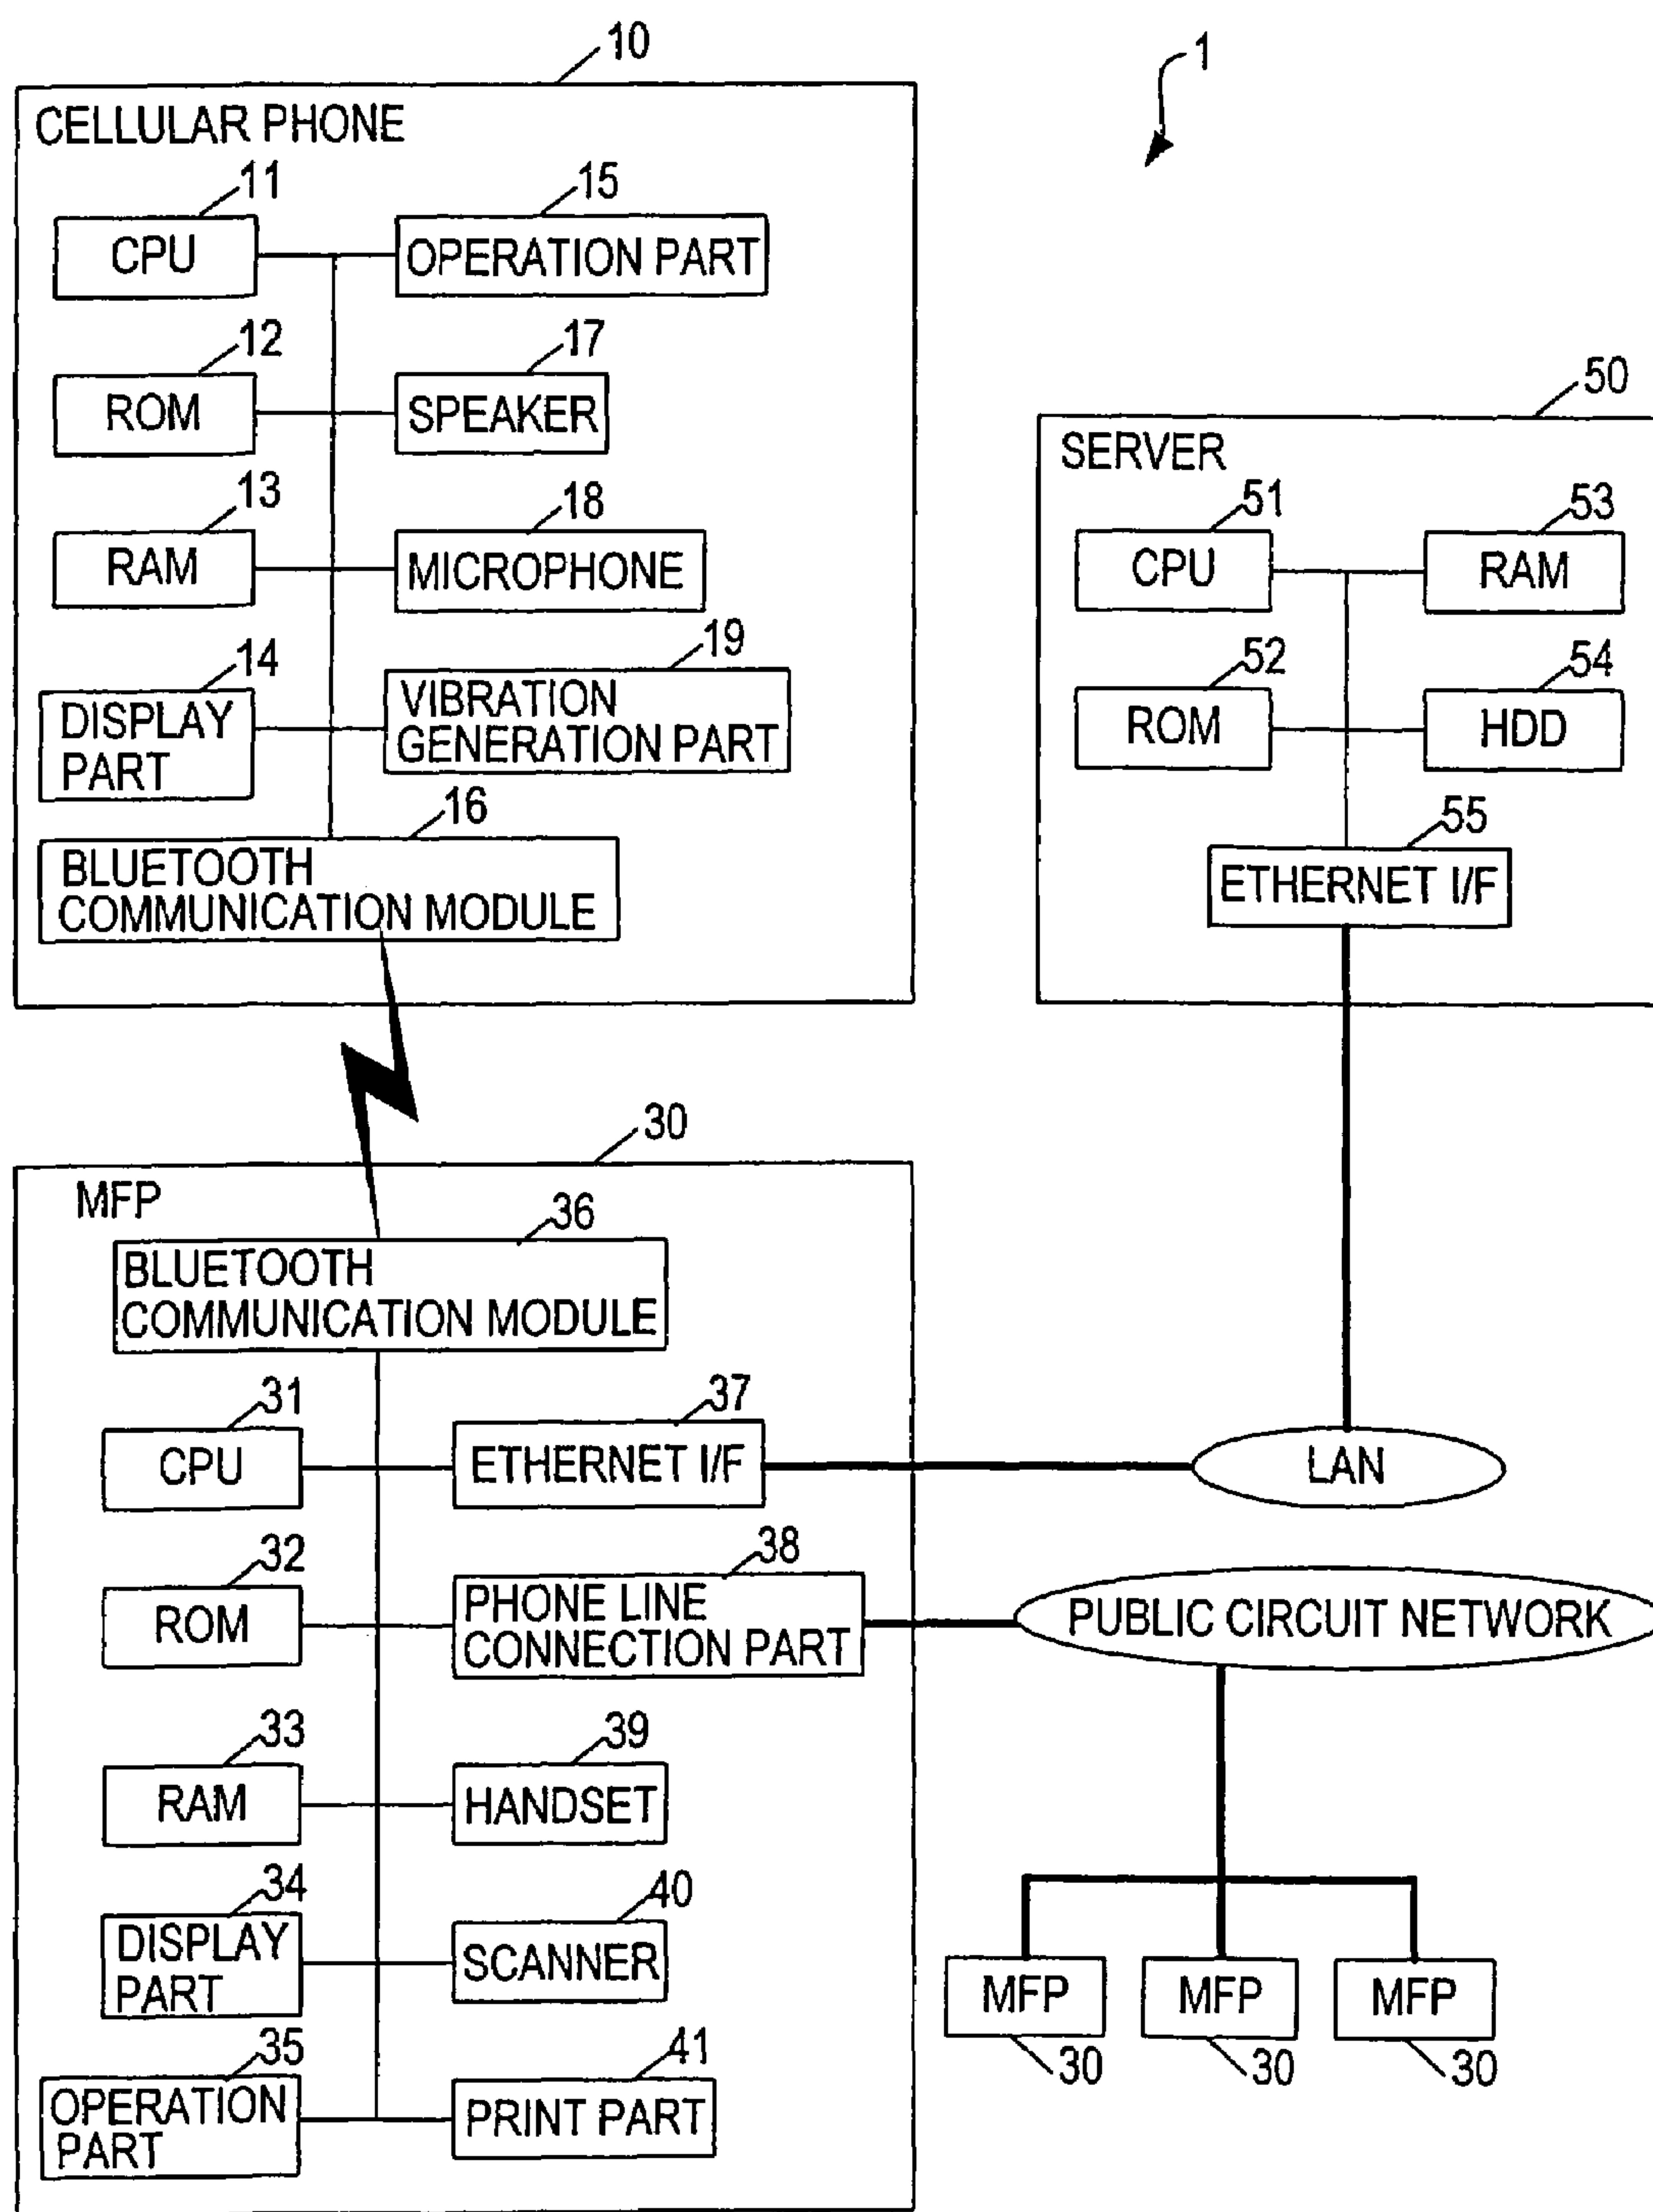 10
1
CELLULAR PHONE
11
15
CPU
OPERATION PART
12
17
ROM
SPEAKER
13
18
RAM
MICROPHONE
14
19
DISPLAY
PART
VIBRATION
GENERATION PART
16
BLUETOOTH
COMMUNICATION MODULE
50
SERVER
51
53
CPU
RAM
52
54
ROM
HDD
55
ETHERNET I/F
30
MFP
36
BLUETOOTH
COMMUNICATION MODULE
31
37
CPU
ETHERNET I/F
LAN
32
38
ROM
PHONE LINE
CONNECTION PART
PUBLIC CIRCUIT NETWORK
33
39
RAM
HANDSET
34
40
DISPLAY
PART
SCANNER
35
41
OPERATION
PART
PRINT PART
MFP
MFP
MFP
30
30
30